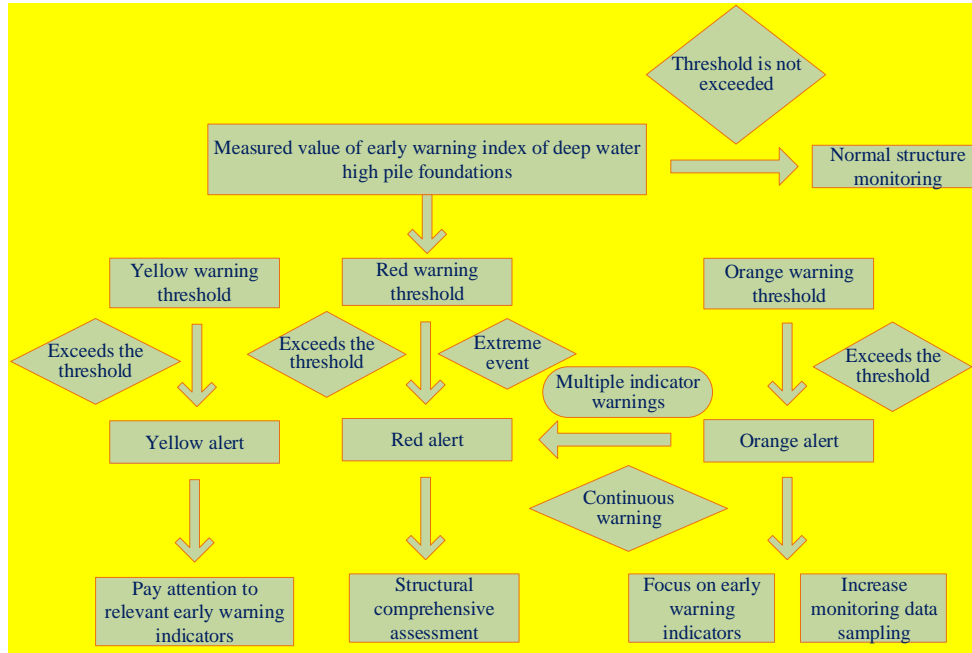 Threshold is not
exceeded
Measured value of early warning index of deep water
high pile foundations
Normal structure
monitoring
Yellow warning
threshold
Red warning
threshold
Orange warning
threshold
Exceeds the
threshold
Exceeds the
threshold
Extreme
event
Exceeds the
threshold
Multiple indicator
warnings
Yellow alert
Red alert
Orange alert
Continuous
warning
Pay attention to
relevant early warning
indicators
Structural
comprehensive
assessment
Focus on early
warning
indicators
Increase
monitoring data
sampling